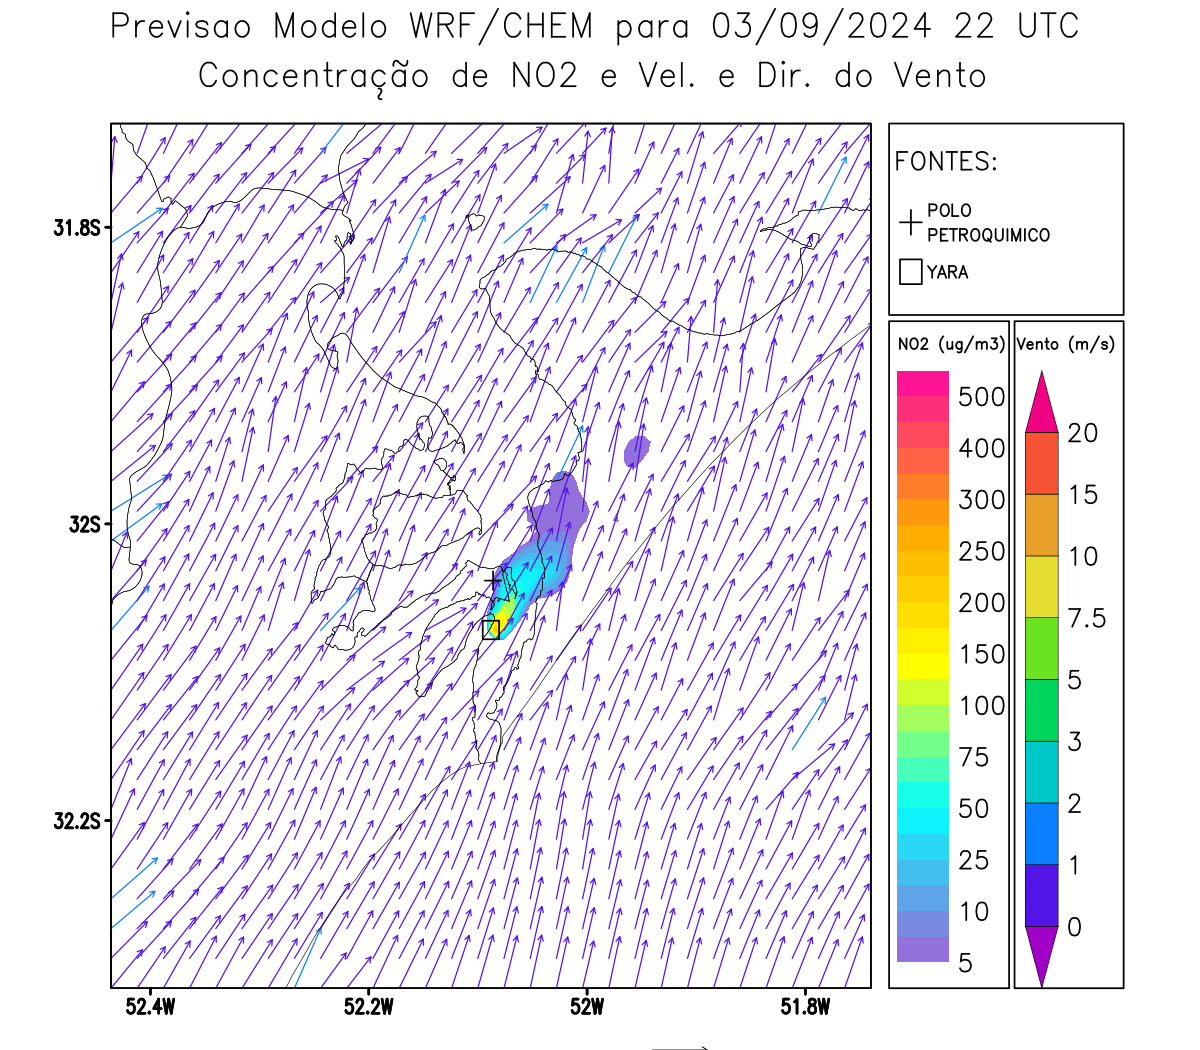 Previsao Modelo WRF/CHEM para 03/09/2024 22 UTC
Concentração de NO2 e Vel. e Dir. do Vento
FONTES:
POLO
PETROQUIMICO
YARA
31.8S
32S
32.2S
52.4W
52.2W
52W
51.8W
NO2 (ug/m3)
500
400
300
250
200
150
100
75
50
25
10
5
Vento (m/s)
20
15
10
7.5
5
3
2
1
0